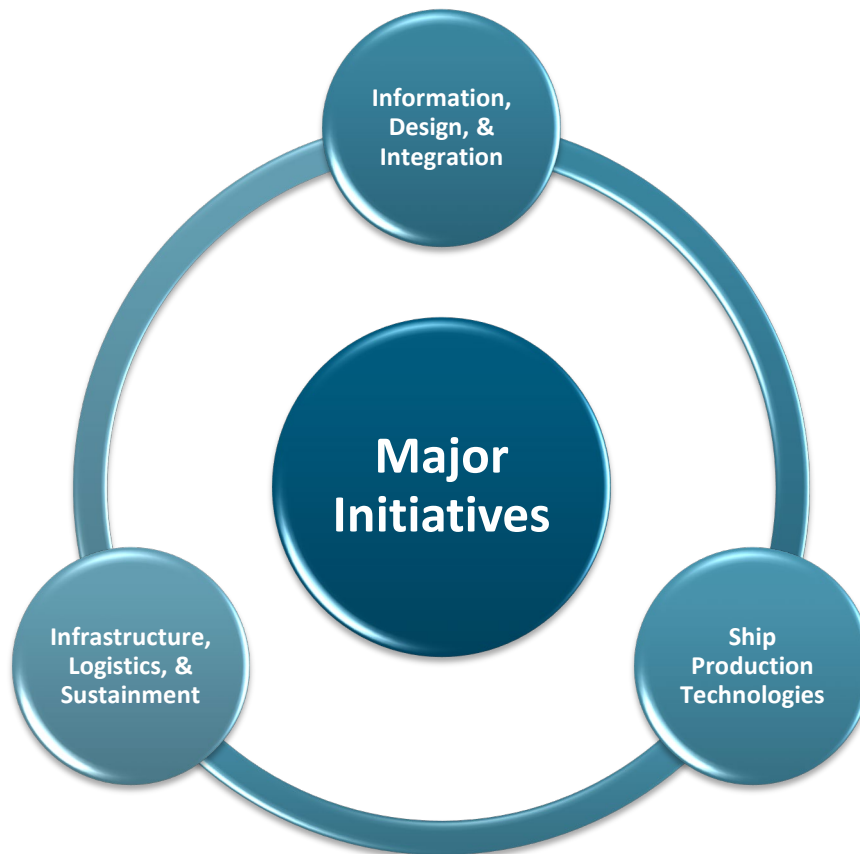 Information,
Design, &
Integration
Major
Initiatives
Infrastructure,
Logistics, &
Sustainment
Ship
Production
Technologies